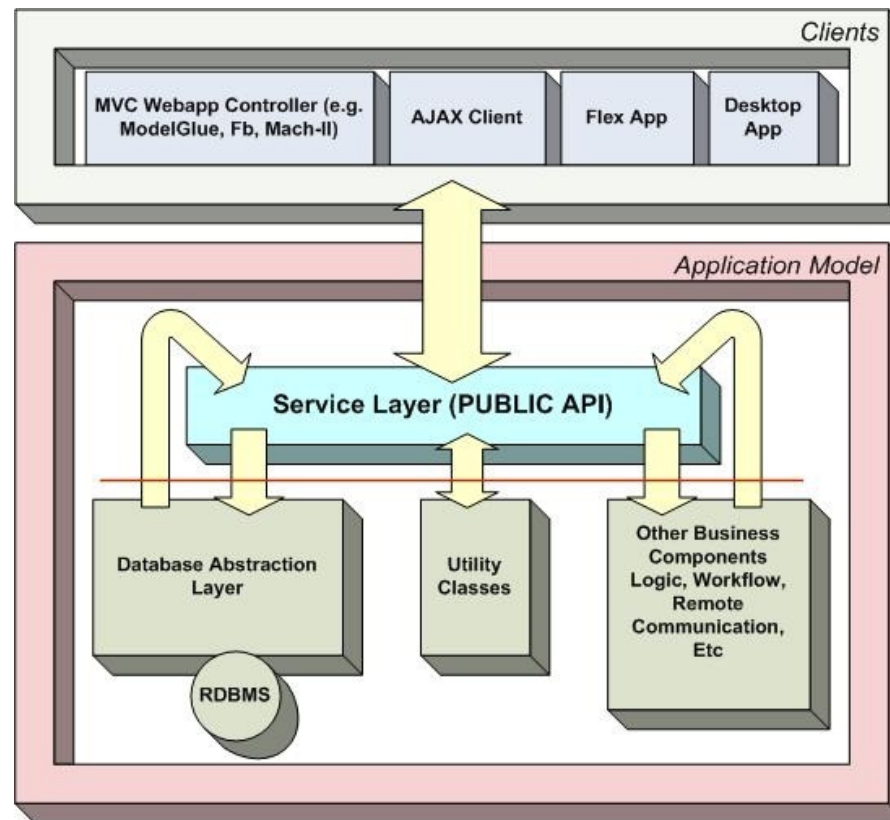 Clients
MVC Webapp Controller (e.g.
ModelGlue, Fb, Mach-II)
AJAX Client
Flex App
Desktop
App
Application Model
Service Layer (PUBLIC API)
Database Abstraction
Layer
RDBMS
Utility
Classes
Other Business
Components
Logic, Workflow,
Remote
Communication,
Etc